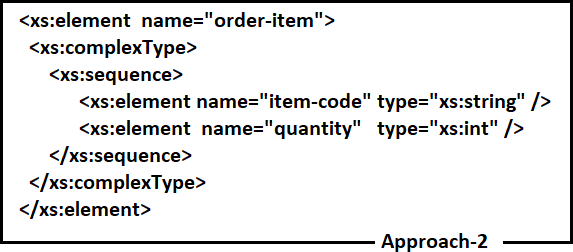 <xs:element name="order-item">
<xs:complexType>
<xs:sequence>
<xs:element name="item-code" type="xs:string" />
<xs:element name="quantity" type="xs:int" />
</xs:sequence>
</xs:complexType>
</xs:element>
Approach-2